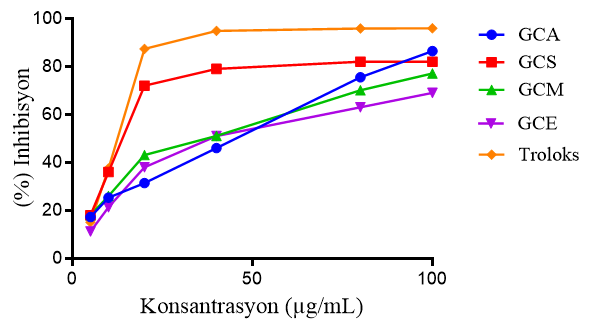 100
80
60
40
20
0
0
50
100
(%) Inhibisyon
Konsantrasyon (µg/mL)
GCA
GCS
GCM
GCE
Troloks